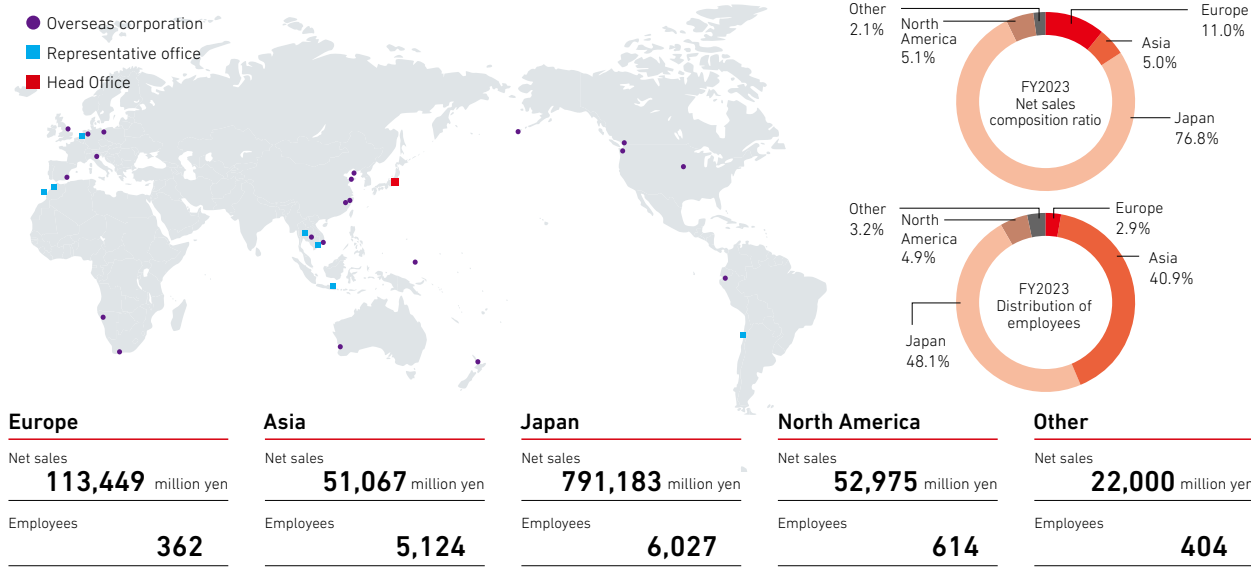 Overseas corporation
Representative office
Head Office
Other
2.1%
North
America
5.1%
Europe
11.0%
Asia
5.0%
Japan
76.8%
FY2023
Net sales
composition ratio
Other
3.2%
North
America
4.9%
Europe
2.9%
Asia
40.9%
Japan
48.1%
FY2023
Distribution of
employees
Europe
Net sales
113,449 million yen
Employees
362
Asia
Net sales
51,067 million yen
Employees
5,124
Japan
Net sales
791,183 million yen
Employees
6,027
North America
Net sales
52,975 million yen
Employees
614
Other
Net sales
22,000 million yen
Employees
404